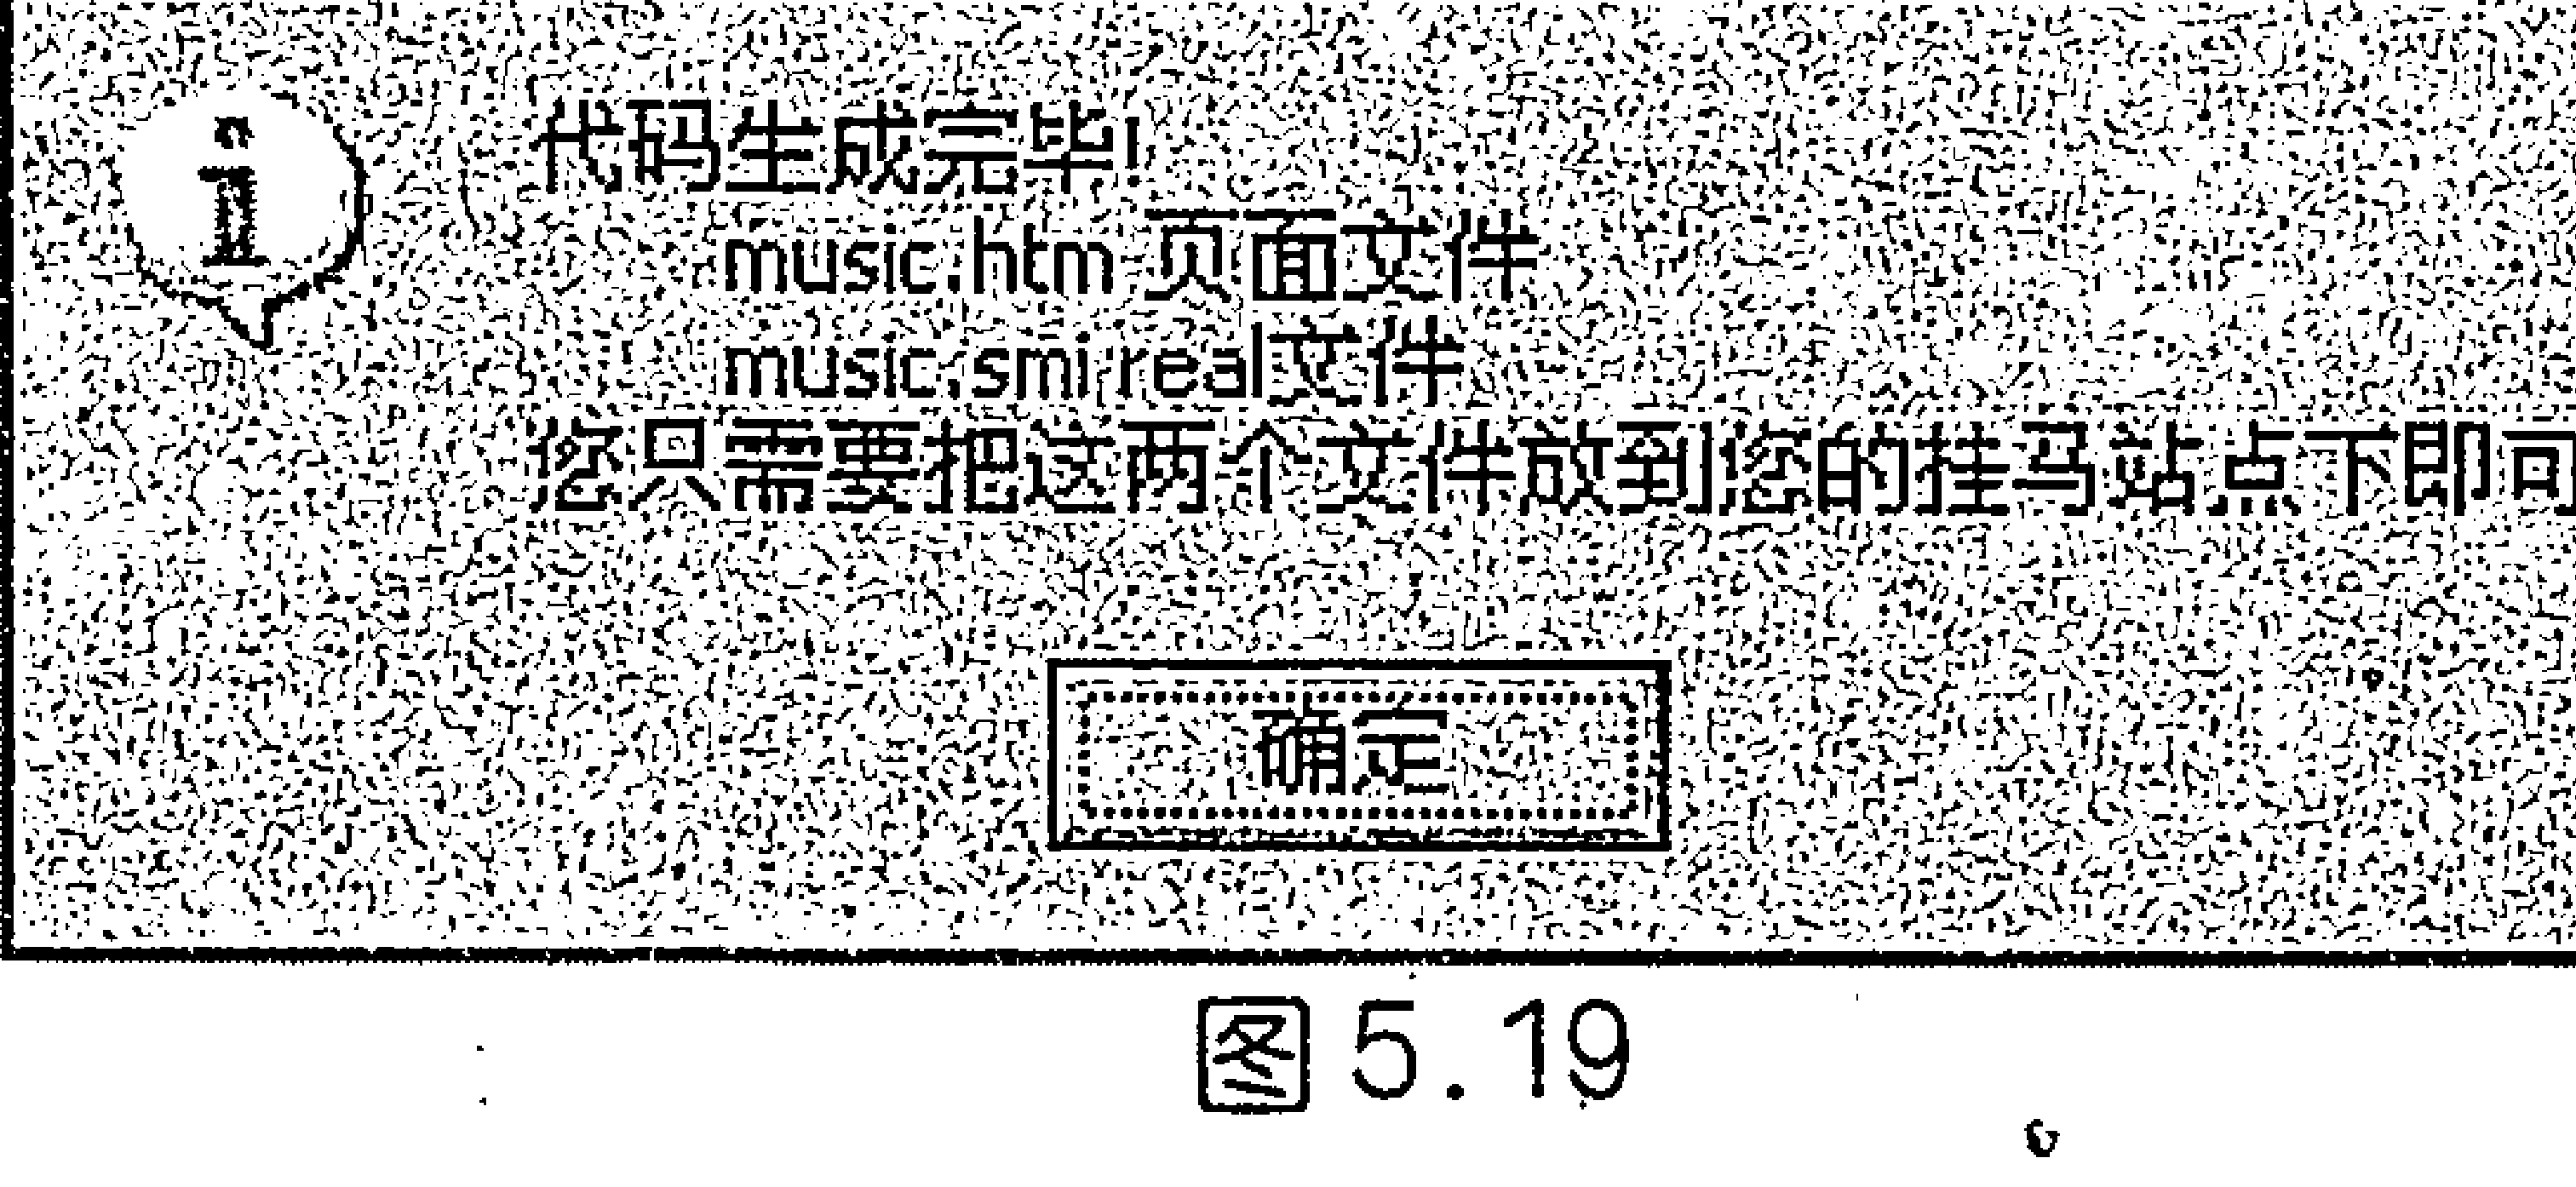 代码生成完毕!
music.htm 页面文件
music.smi real文件
您只需要把这两个文件放到您的挂马站点下即可
确定
图 5.19